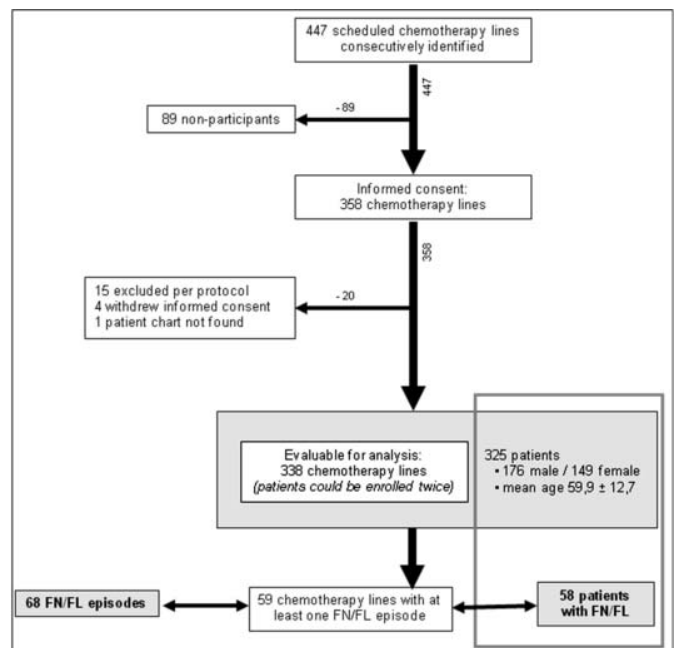 447 scheduled chemotherapy lines
consecutively identified
447
- 89
89 non-participants
Informed consent:
358 chemotherapy lines
358
15 excluded per protocol
4 withdrew informed consent
1 patient chart not found
- 20
Evaluable for analysis:
338 chemotherapy lines
(patients could be enrolled twice)
325 patients
• 176 male / 149 female
• mean age 59,9 ± 12,7
68 FN/FL episodes
59 chemotherapy lines with at
least one FN/FL episode
58 patients
with FN/FL